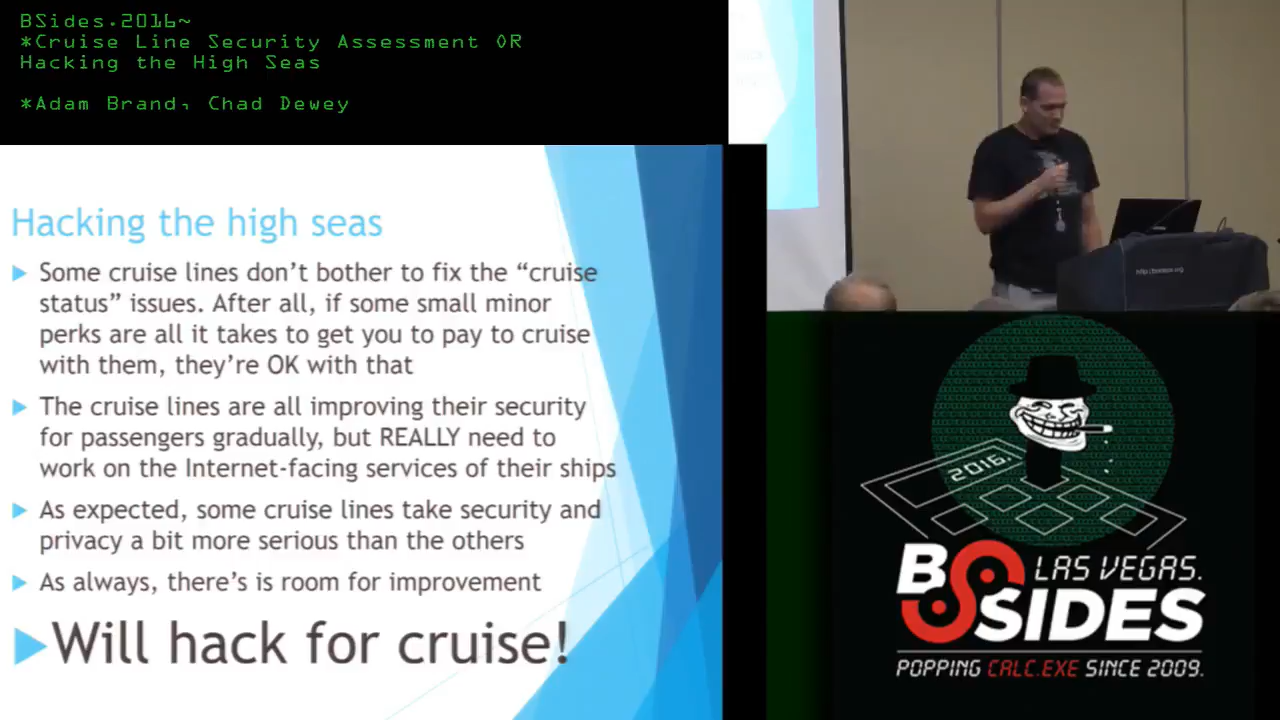 BSides.2016~
*Cruise Line Security Assessment OR
Hacking the High Seas
*Adam Brand, Chad Dewey
Hacking the high seas
Some cruise lines don't bother to fix the “cruise
status” issues. After all, if some small minor
perks are all it takes to get you to pay to cruise
with them, they're OK with that
The cruise lines are all improving their security
for passengers gradually, but REALLY need to
work on the Internet-facing services of their ships
As expected, some cruise lines take security and
privacy a bit more serious than the others
As always, there's is room for improvement
Will hack for cruise!
2016.
BSIDES
LAS VEGAS.
POPPING CALC.EXE SINCE 2009.